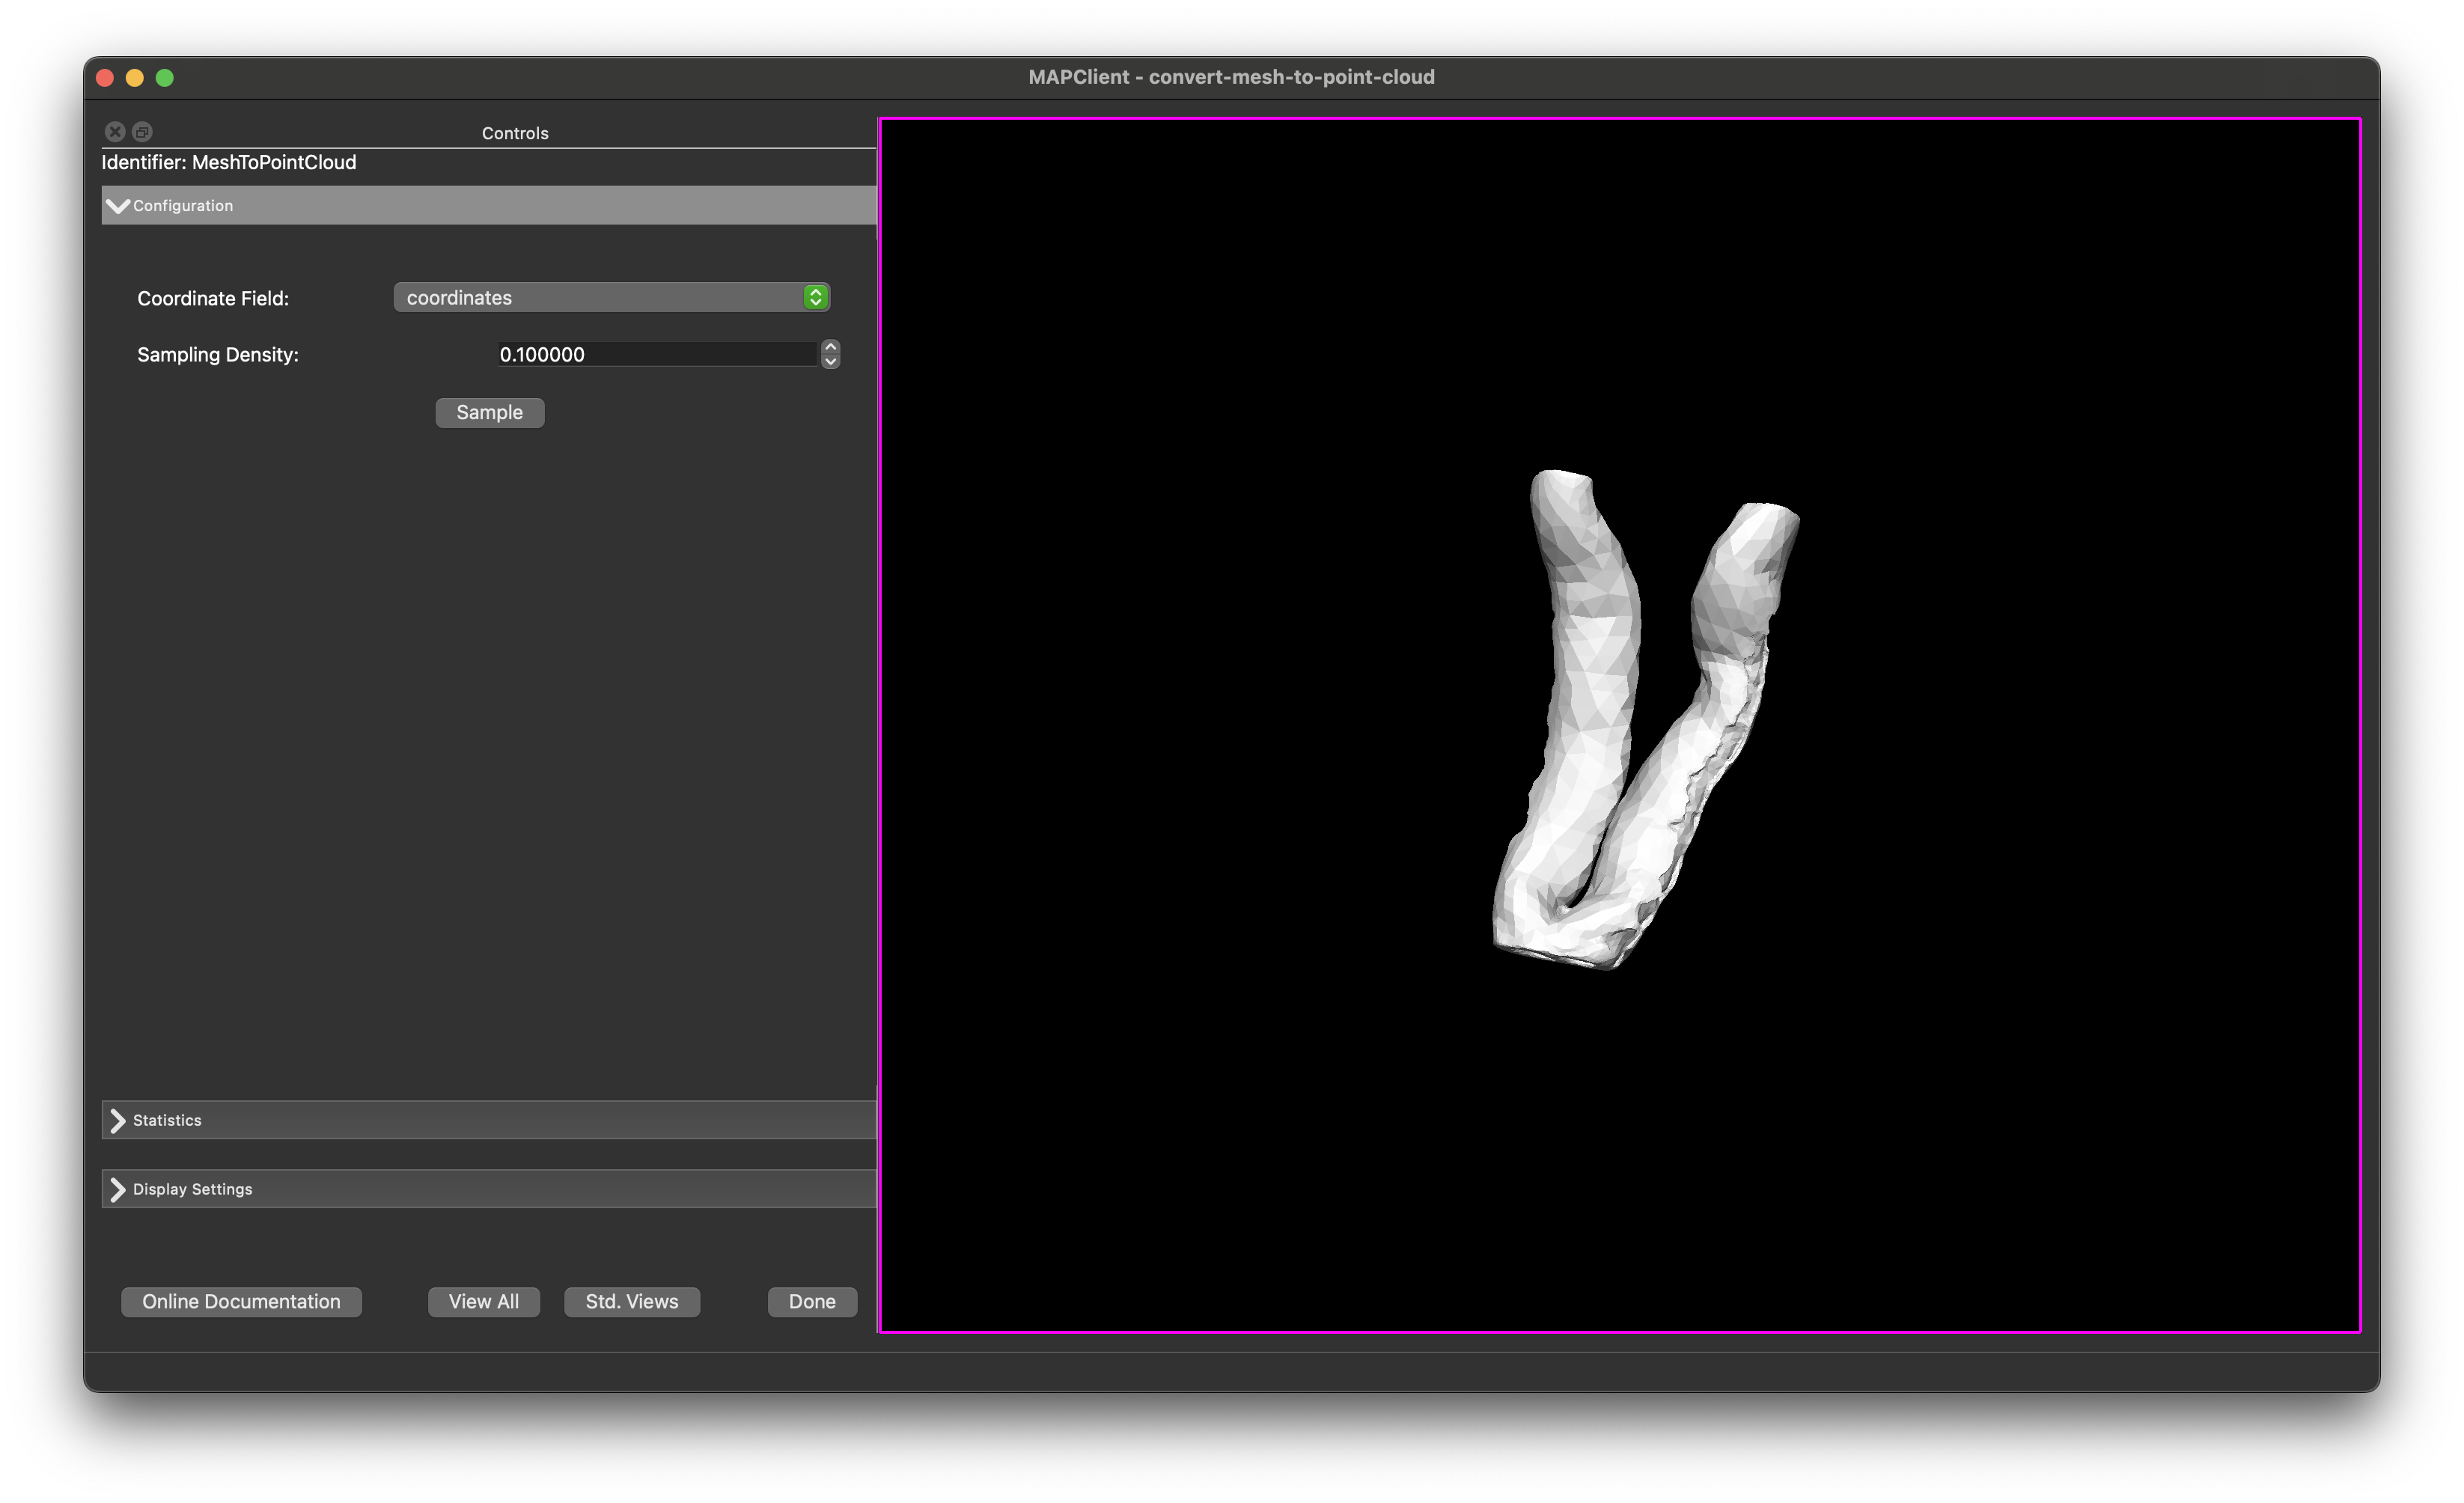 MAPClient - convert-mesh-to-point-cloud
Controls
Identifier: MeshToPointCloud
Configuration
Coordinate Field: coordinates
Sampling Density: 0.100000
Sample
Statistics
Display Settings
Online Documentation View All Std. Views Done